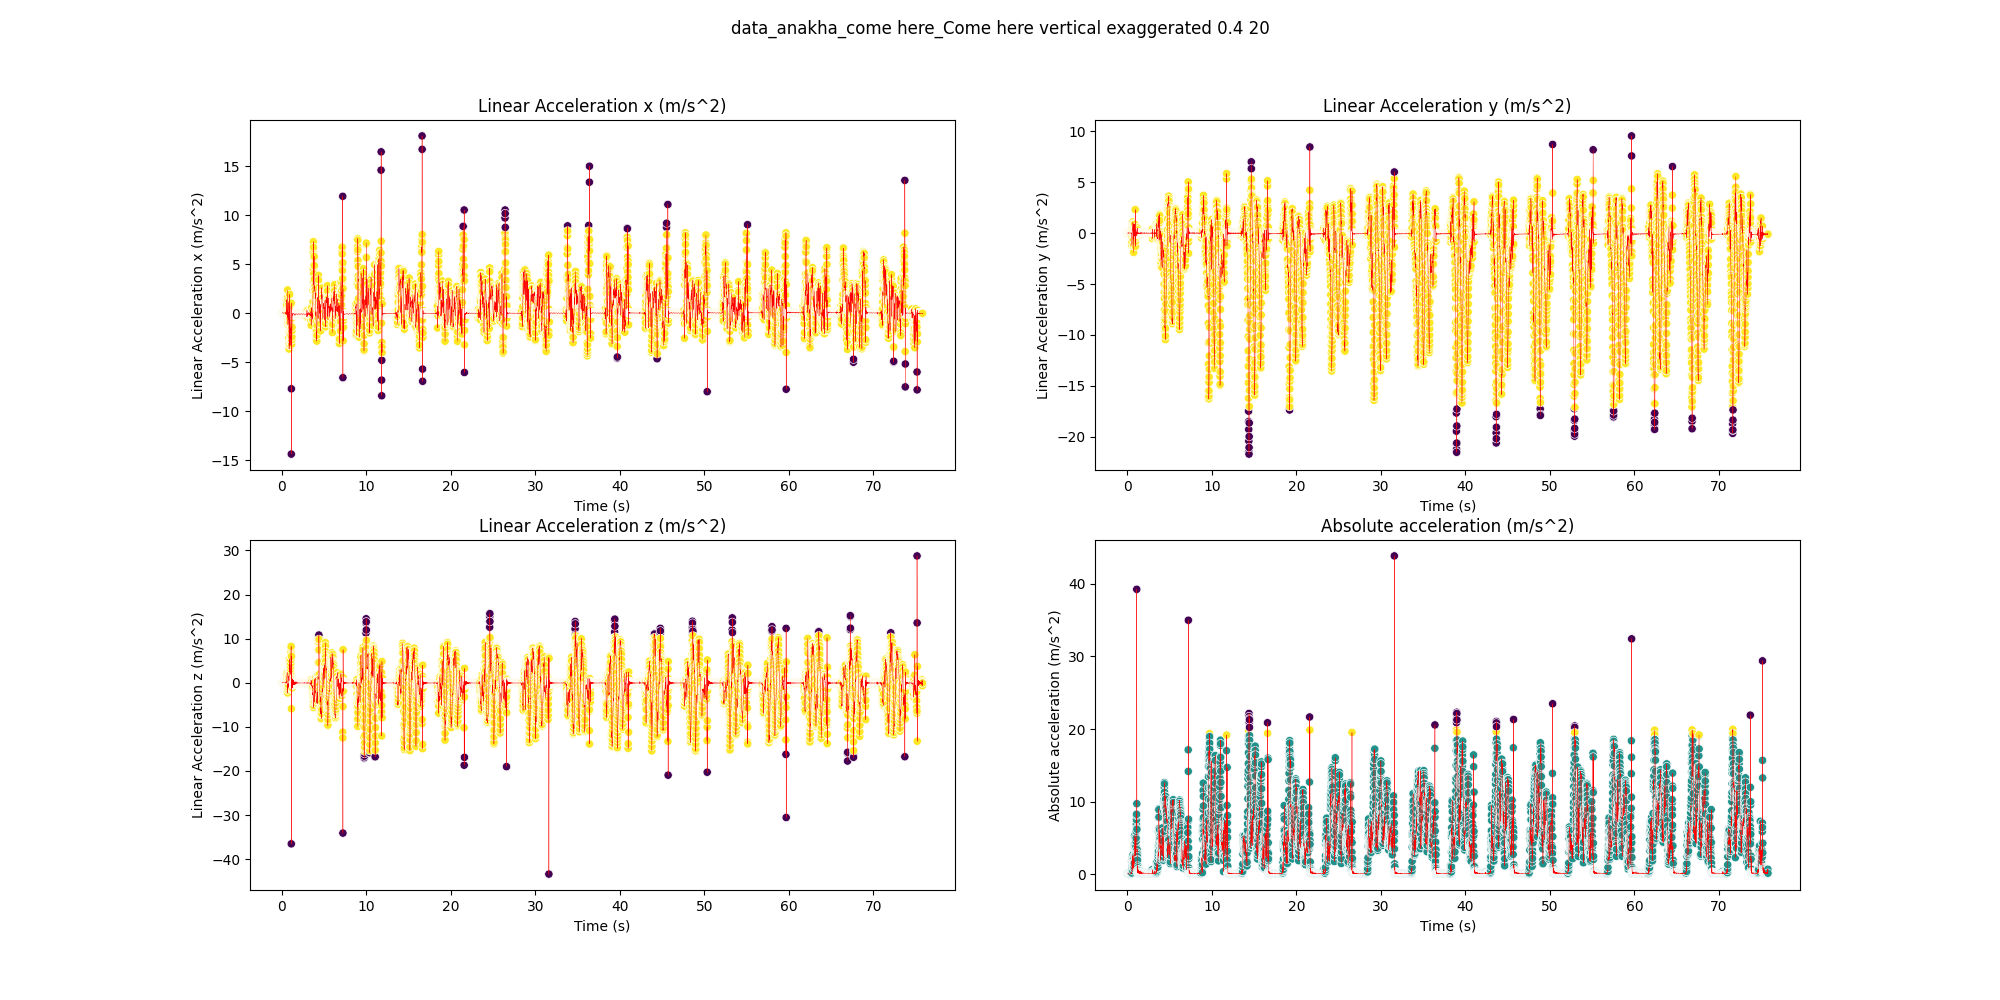 data_anakha_come here_Come here vertical exaggerated 0.4 20
Linear Acceleration x (m/s^2)
Linear Acceleration x (m/s^2)
15
10
5
0
−5
−10
−15
0 10 20 30 40 50 60 70
Time (s)
Linear Acceleration y (m/s^2)
Linear Acceleration y (m/s^2)
10
5
0
−5
−10
−15
−20
0 10 20 30 40 50 60 70
Time (s)
Linear Acceleration z (m/s^2)
Linear Acceleration z (m/s^2)
30
20
10
0
−10
−20
−30
−40
0 10 20 30 40 50 60 70
Time (s)
Absolute acceleration (m/s^2)
Absolute acceleration (m/s^2)
40
30
20
10
0
0 10 20 30 40 50 60 70
Time (s)